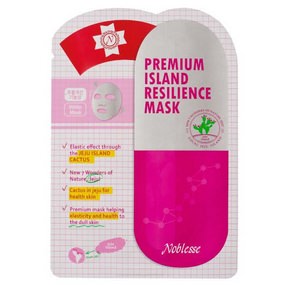 N
PREMIUM
ISLAND
RESILIENCE
MASK
Elastic effect through
the JEJU ISLAND
CACTUS
New 7 Wonders of
Nature, Jeju
Cactus in jeju for
health skin
Premium mask helping
elasticity and health to
the dull skin
Noblesse